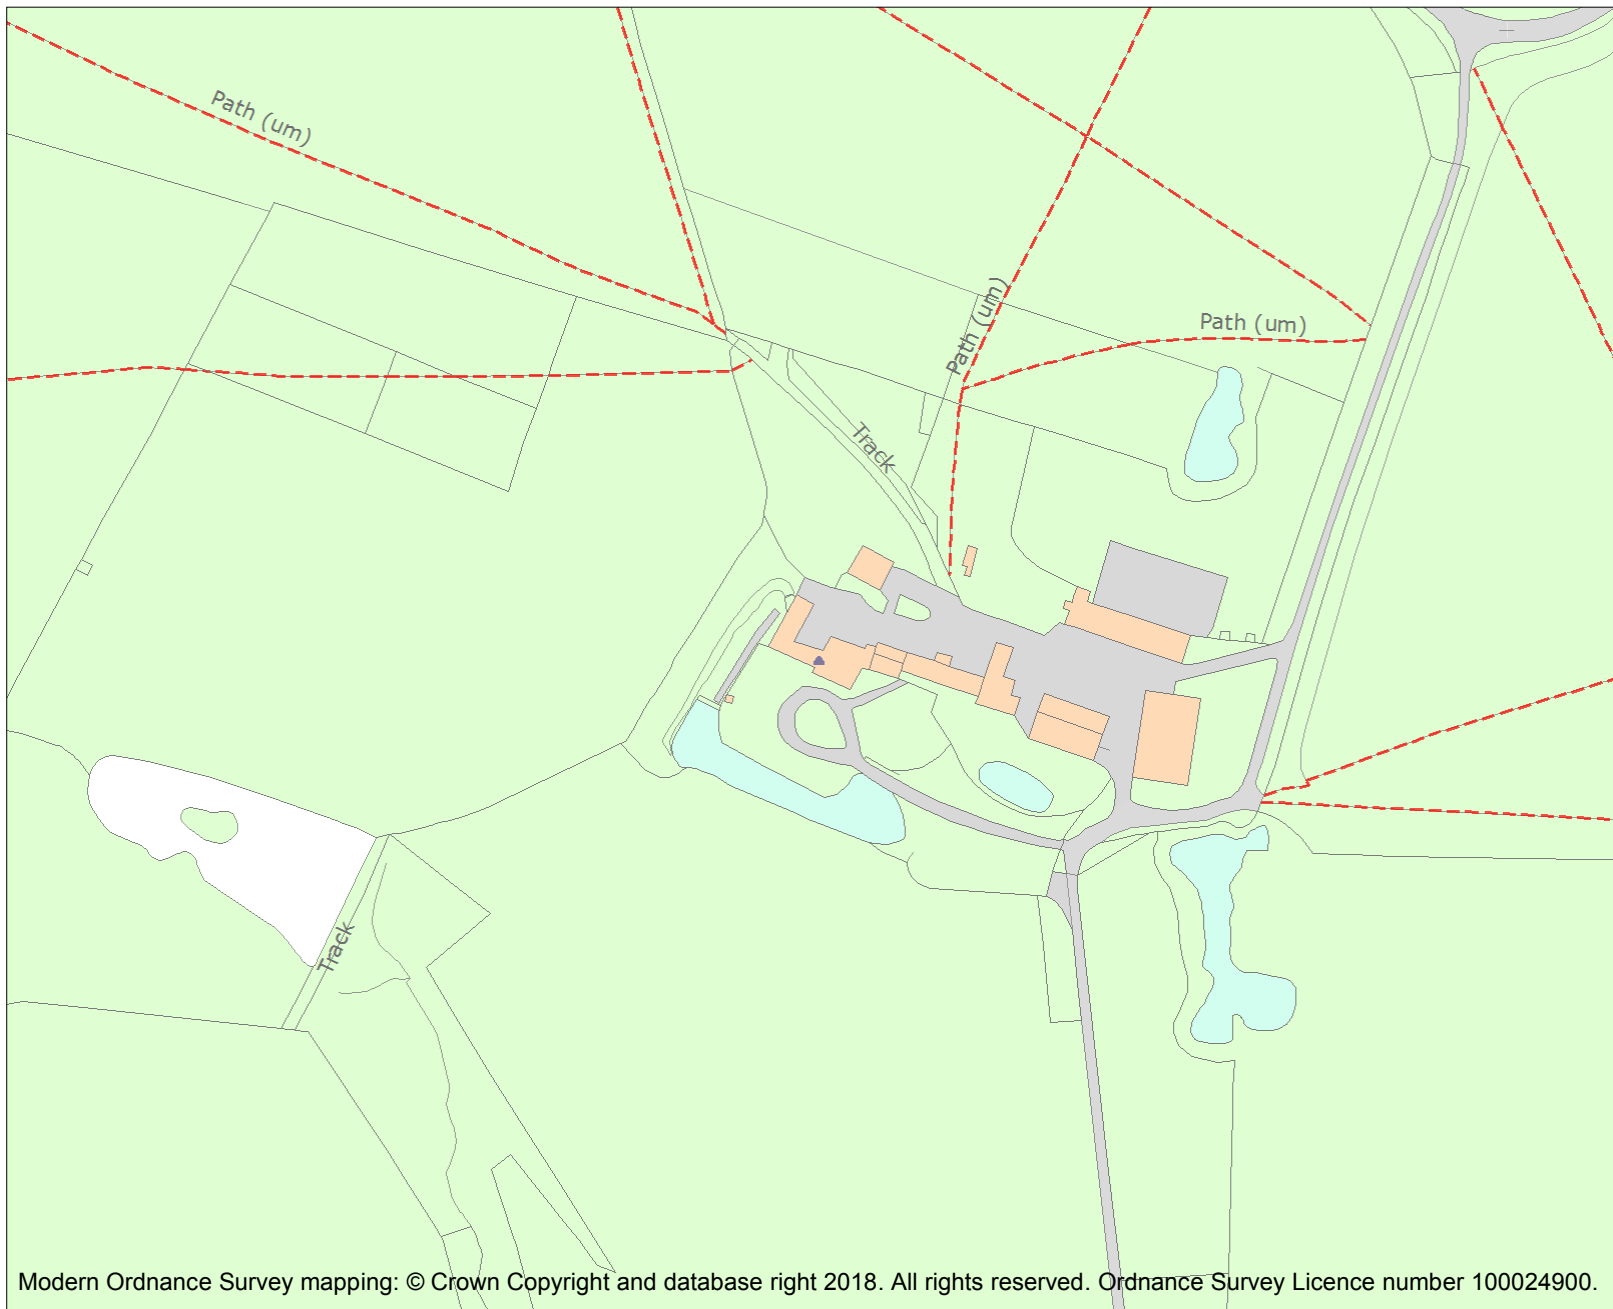 Path (um)
Path (um)
Path (um)
Track
Track
Modern Ordnance Survey mapping: © Crown Copyright and database right 2018. All rights reserved. Ordnance Survey Licence number 100024900.